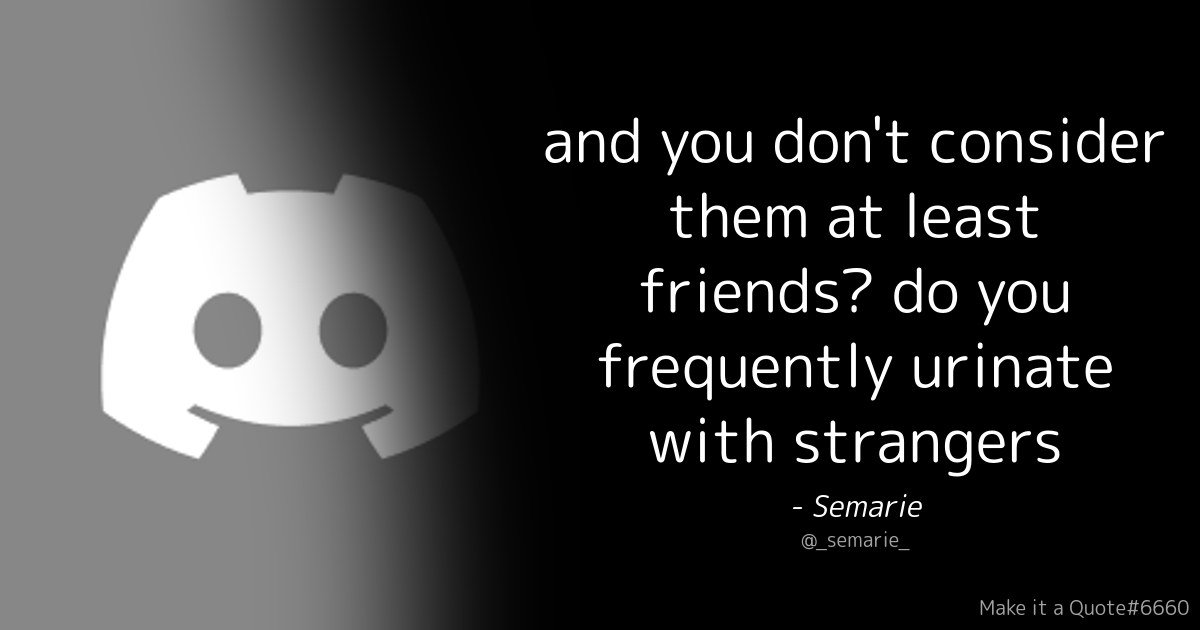 and you don't consider
them at least
friends? do you
frequently urinate
with strangers
- Semarie
@_semarie_
Make it a Quote#6660